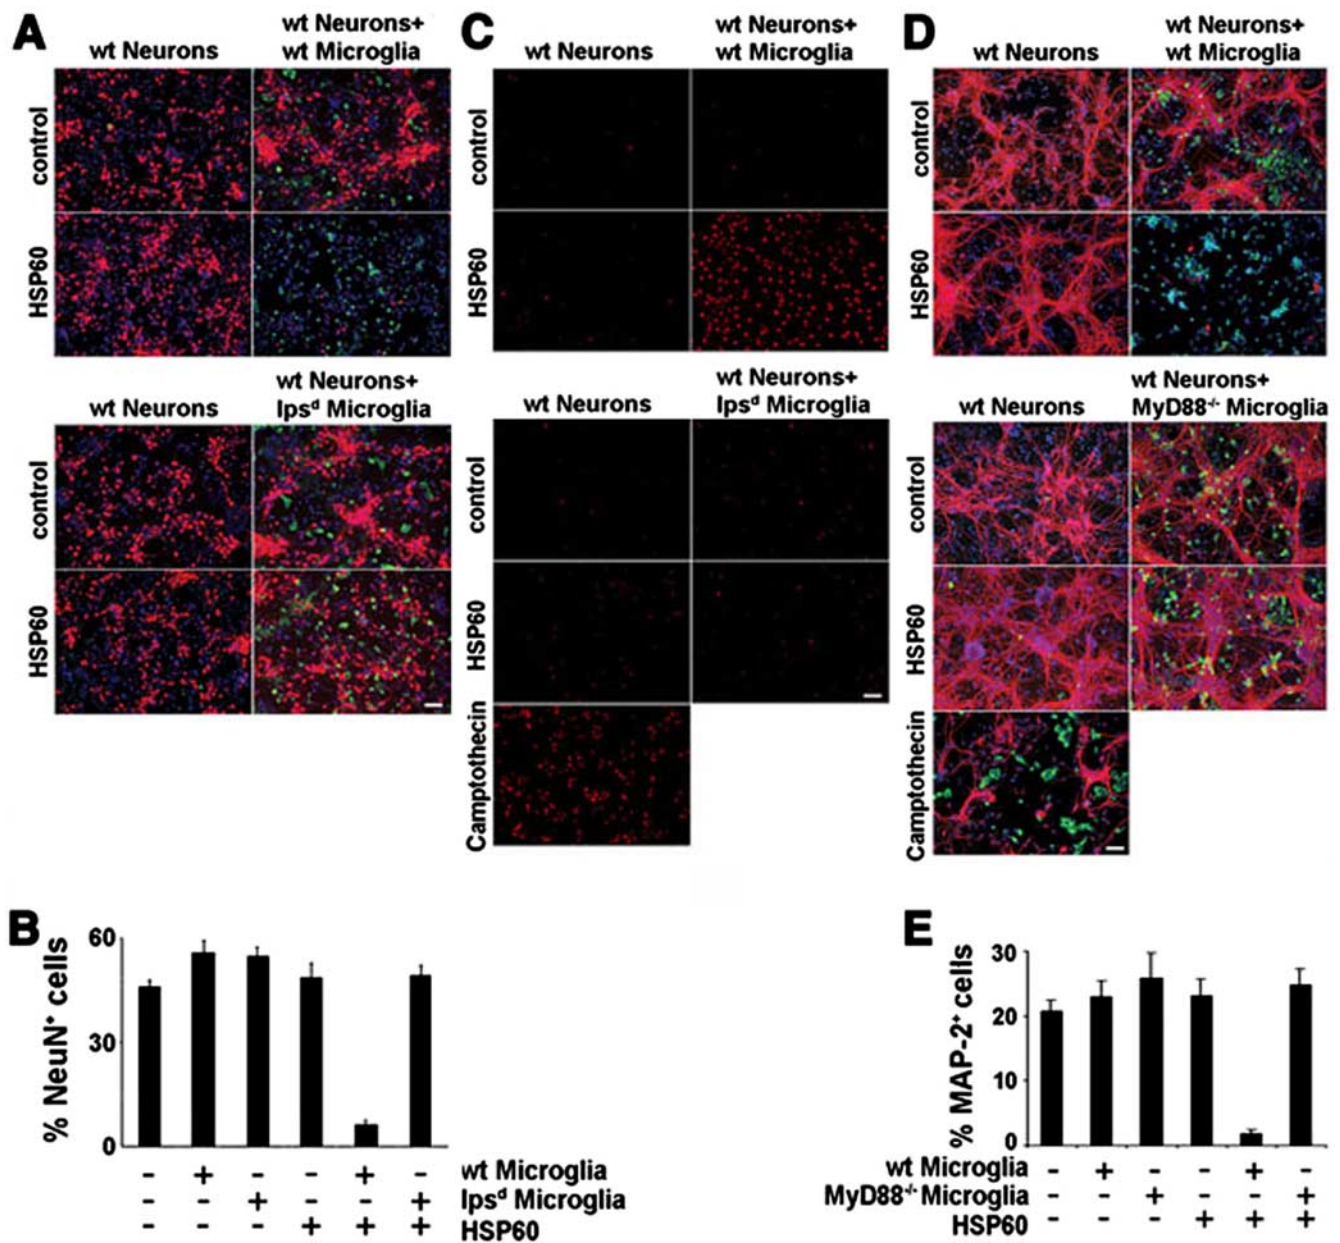 A
wt Neurons
wt Neurons+
wt Microglia
control
HSP60
wt Neurons
wt Neurons+
lpsᵈ Microglia
control
HSP60
C
wt Neurons
wt Neurons+
wt Microglia
control
HSP60
wt Neurons
wt Neurons+
lpsᵈ Microglia
control
HSP60
Camptothecin
D
wt Neurons
wt Neurons+
wt Microglia
control
HSP60
wt Neurons
wt Neurons+
MyD88⁻/⁻ Microglia
control
HSP60
Camptothecin
B
% NeuN⁺ cells
60
30
0
- + - - + - wt Microglia
- - + - - + lpsᵈ Microglia
- - - + + + HSP60
E
% MAP-2⁺ cells
30
20
10
0
wt Microglia - + - - + -
MyD88⁻/⁻ Microglia - - + - - +
HSP60 - - - + + +